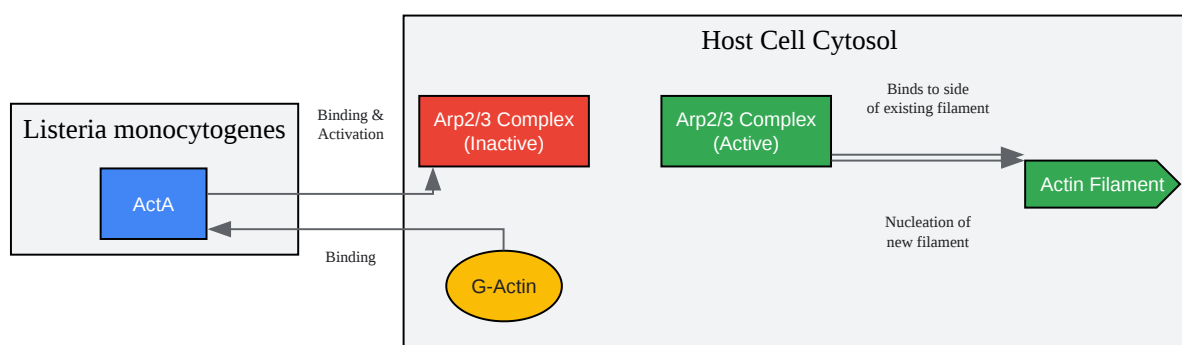 Host Cell Cytosol
Listeria monocytogenes
ActA
Binding &
Activation
Arp2/3 Complex
(Inactive)
Arp2/3 Complex
(Active)
Binds to side
of existing filament
Actin Filament
Nucleation of
new filament
Binding
G-Actin